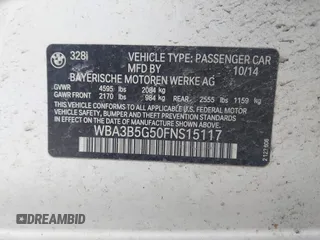 328I VEHICLE TYPE: PASSENGER CAR
10/14
BAYERISCHE MOTOREN WERKE AG
GVWR 4595 lbs 2084 kg
GAWR FRONT 2170 lbs 984 kg GAWR REAR 2555 lbs 1159 kg
THIS VEHICLE CONFORMS TO ALL APPLICABLE U.S. FEDERAL MOTOR
VEHICLE SAFETY, BUMPER, AND THEFT PREVENTION STANDARDS IN
EFFECT ON THE DATE OF MANUFACTURE SHOWN ABOVE.
WBA3B5G50FNS15117
DREAMBID